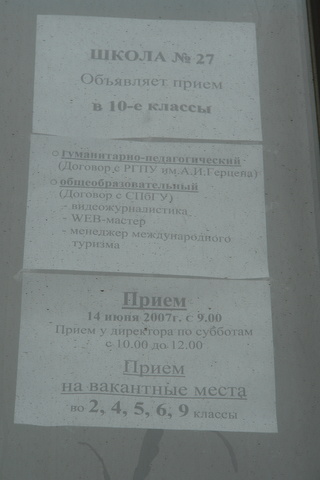 ШКОЛА № 27
Объявляет прием
в 10-е классы
○ гуманитарно-педагогический
(Договор с РГПУ им.А.И.Герцева)
○ общеобразовательный
(Договор с СПбГУ)
- видеожурналистика
- WEB-мастер
- менеджер международного
туризма
Прием
14 июня 2007г. с 9.00
Прием у директора по субботам
с 10.00 до 12.00
Прием
на вакантные места
во 2, 4, 5, 6, 9 классы